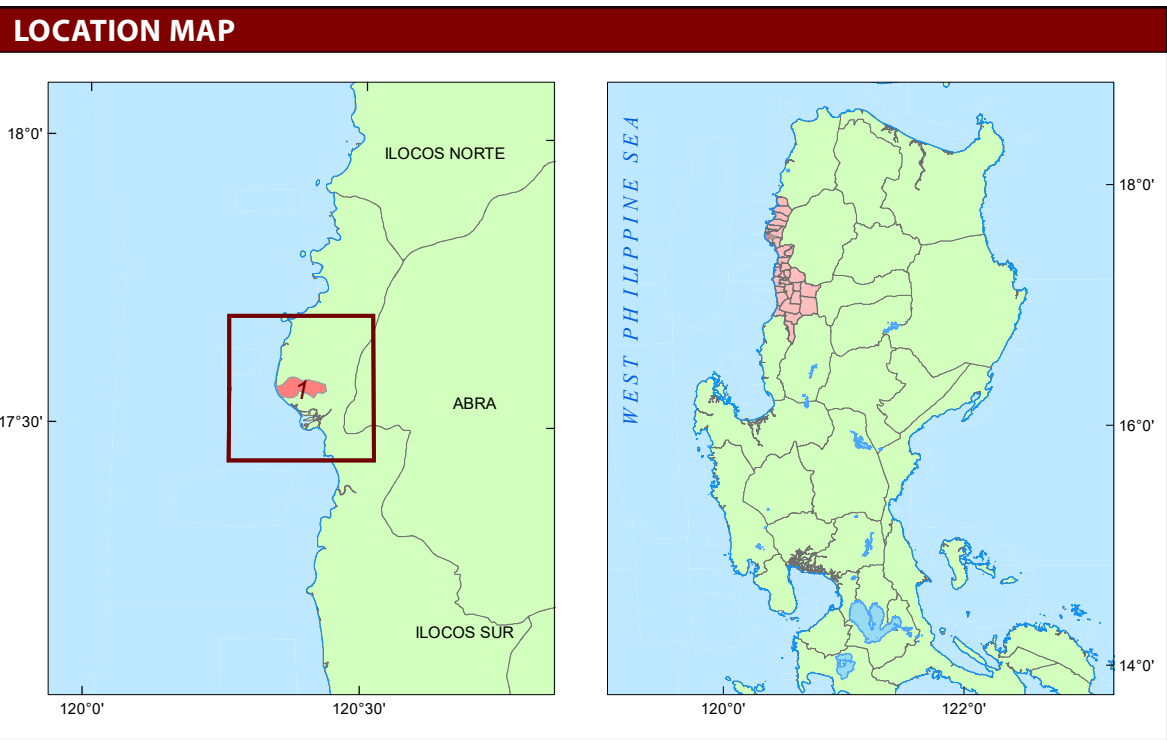 LOCATION MAP
18°0'
17°30'
120°0'
120°30'
ILOCOS NORTE
ABRA
ILOCOS SUR
1
WEST PHILIPPINE SEA
18°0'
16°0'
14°0'
120°0'
122°0'